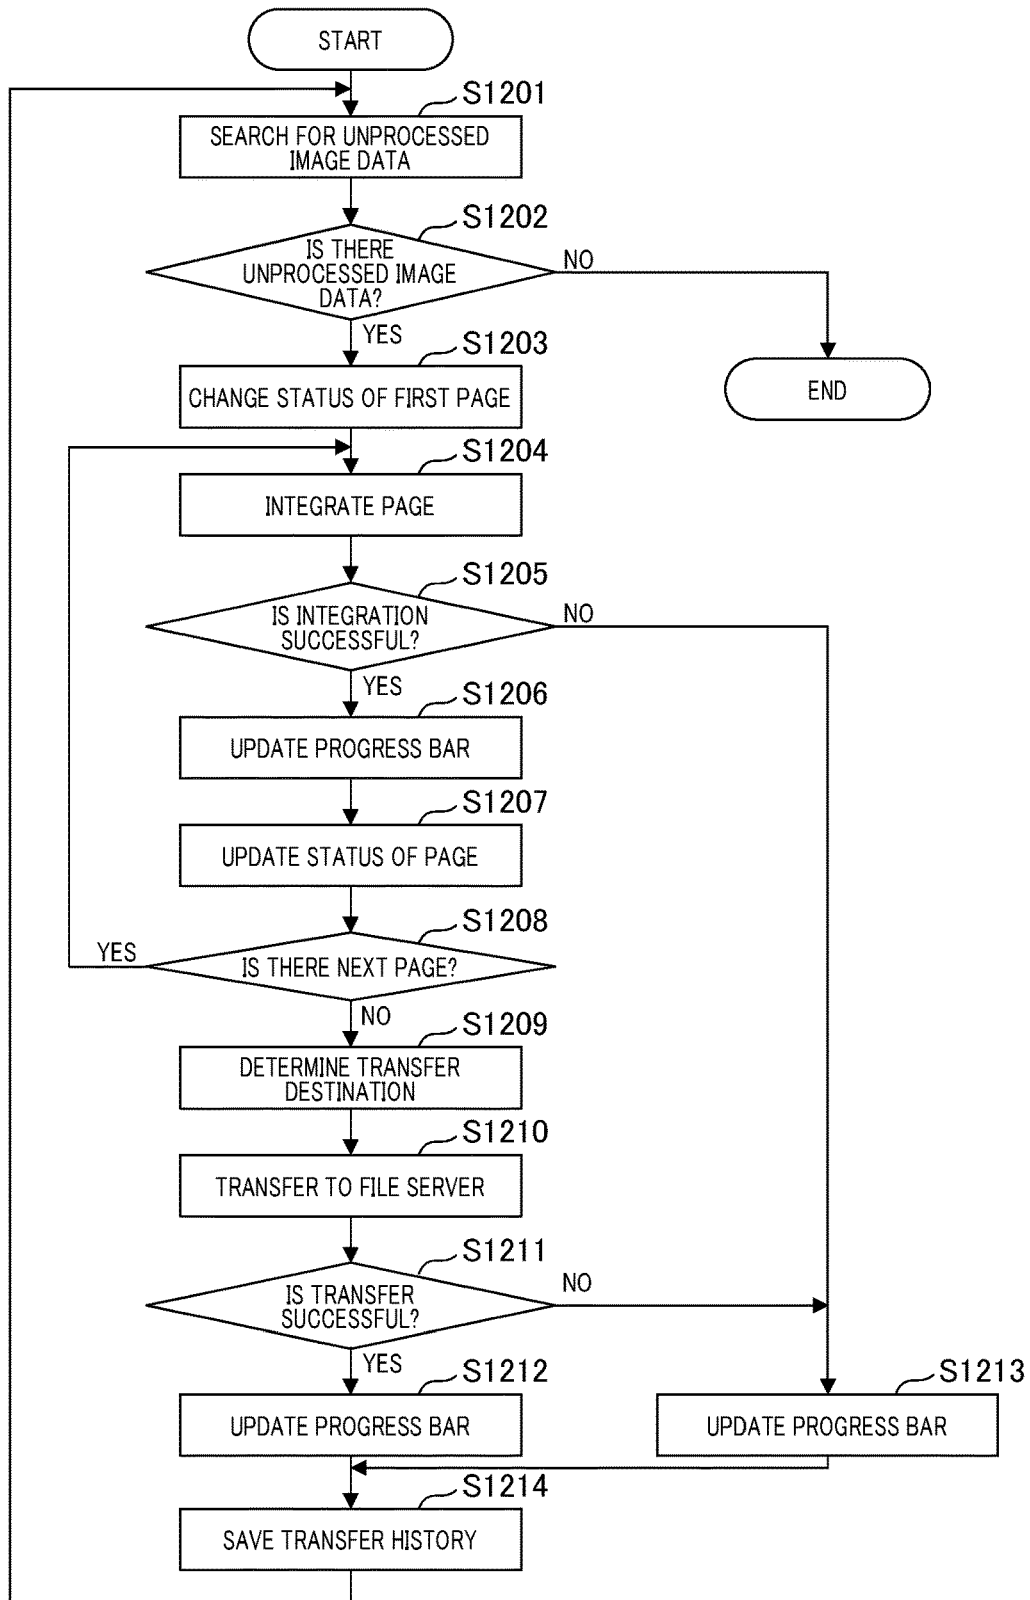 START
S1201
SEARCH FOR UNPROCESSED
IMAGE DATA
S1202
IS THERE
UNPROCESSED IMAGE
DATA?
NO
YES
S1203
CHANGE STATUS OF FIRST PAGE
END
S1204
INTEGRATE PAGE
S1205
IS INTEGRATION
SUCCESSFUL?
NO
YES
S1206
UPDATE PROGRESS BAR
S1207
UPDATE STATUS OF PAGE
S1208
YES
IS THERE NEXT PAGE?
NO
S1209
DETERMINE TRANSFER
DESTINATION
S1210
TRANSFER TO FILE SERVER
S1211
IS TRANSFER
SUCCESSFUL?
NO
YES
S1212
UPDATE PROGRESS BAR
S1213
UPDATE PROGRESS BAR
S1214
SAVE TRANSFER HISTORY